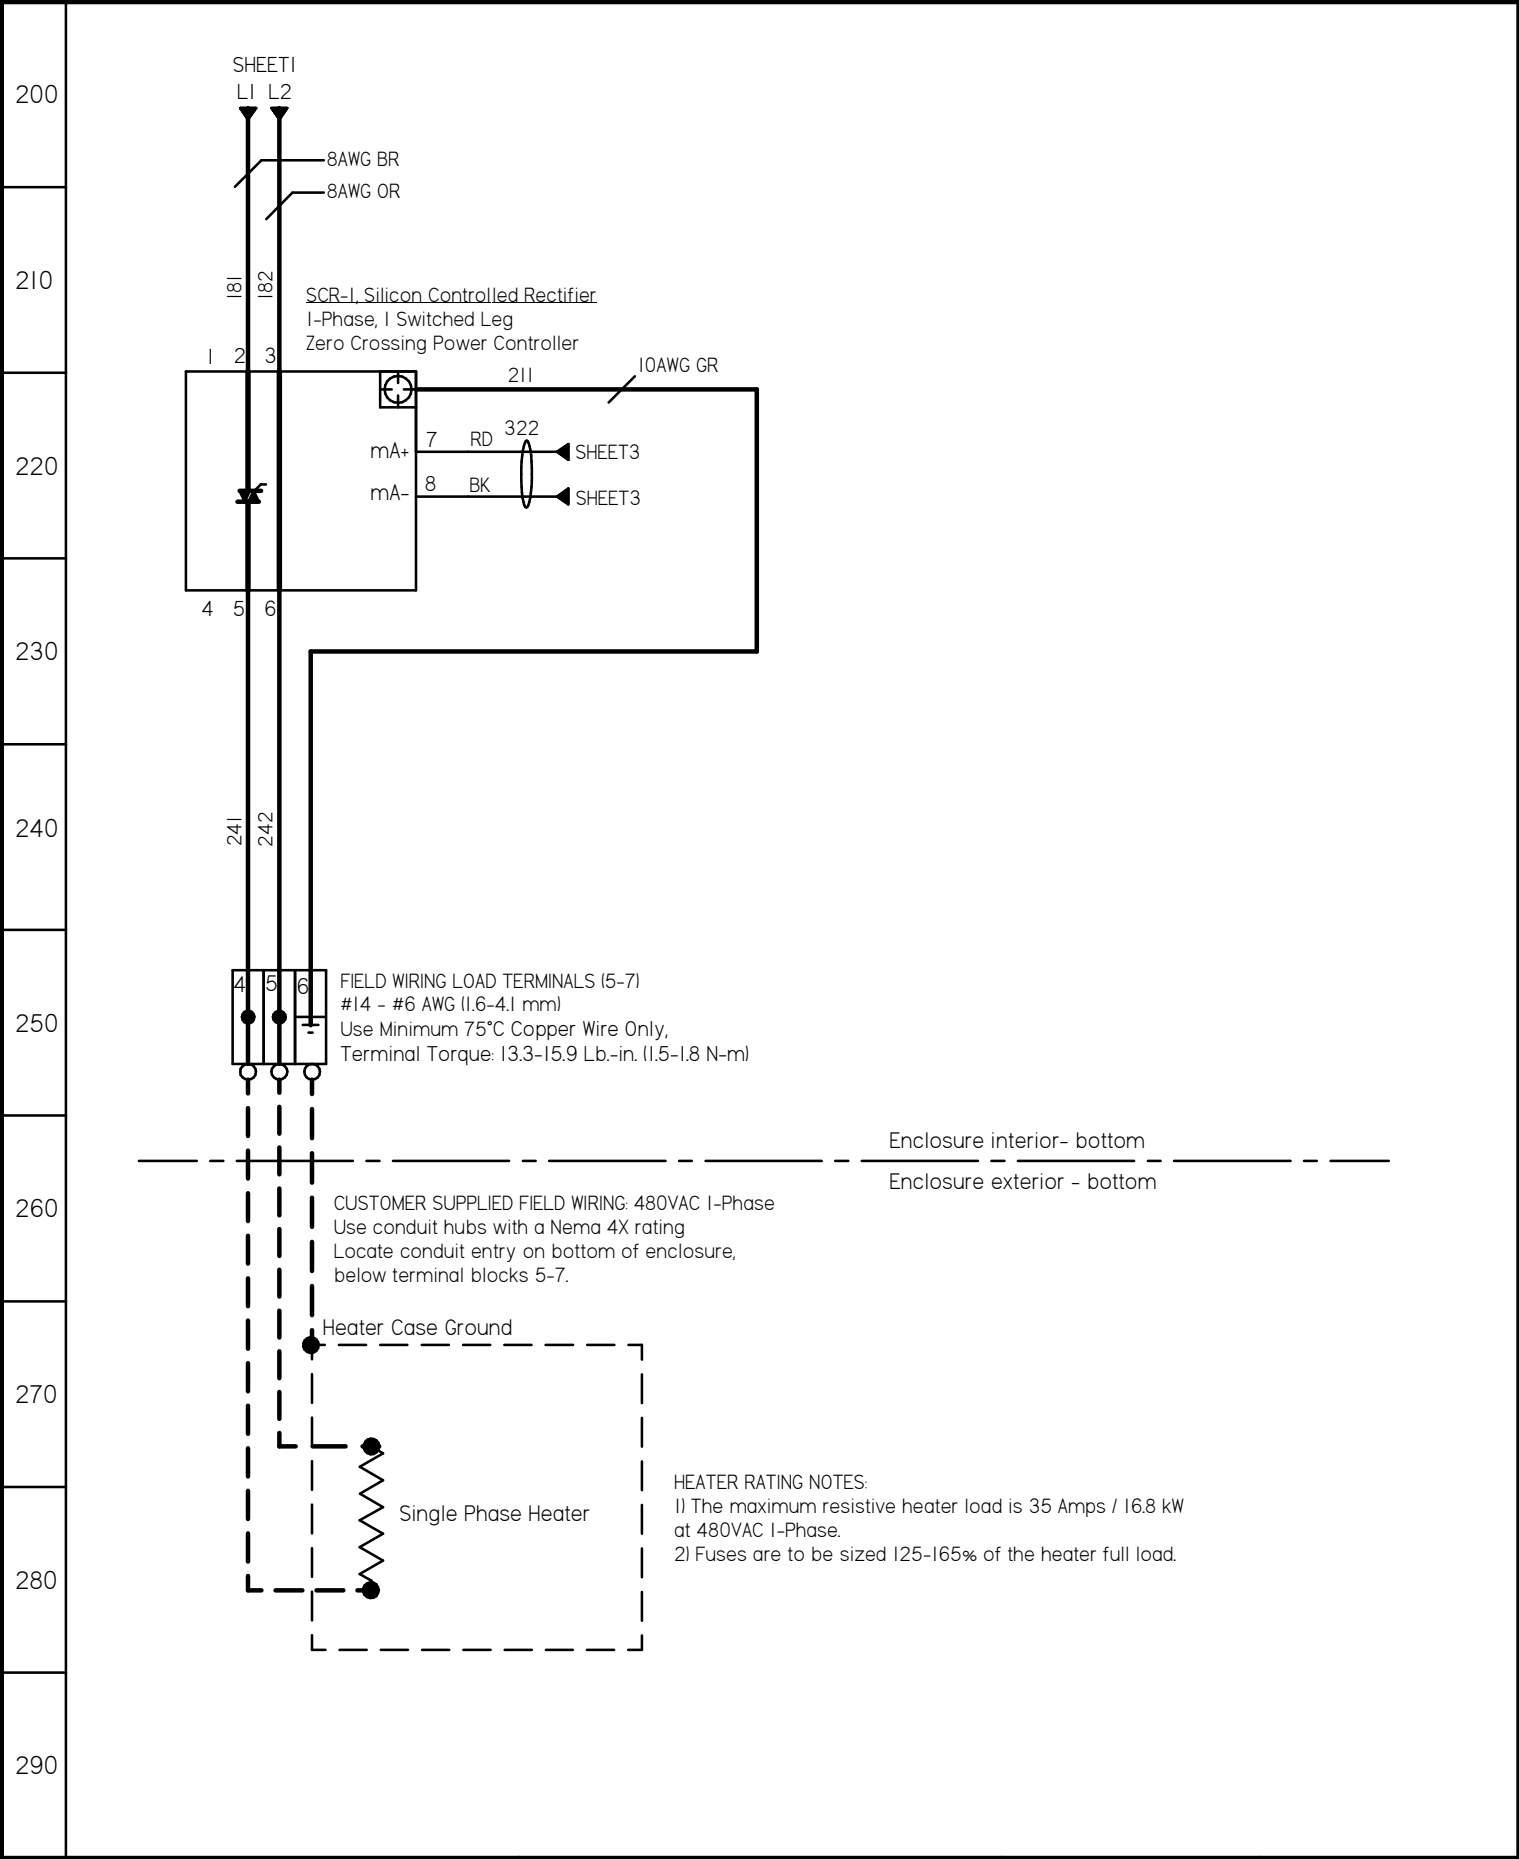 SHEET1
L1 L2
200
8AWG BR
8AWG OR
210
181
182
SCR-1, Silicon Controlled Rectifier
1-Phase, 1 Switched Leg
Zero Crossing Power Controller
1 2 3
211
10AWG GR
mA+ 7 RD 322 SHEET3
220
mA- 8 BK SHEET3
4 5 6
230
240
241
242
4 5 6
FIELD WIRING LOAD TERMINALS (5-7)
#14 - #6 AWG (1.6-4.1 mm)
Use Minimum 75°C Copper Wire Only,
Terminal Torque: 13.3-15.9 Lb.-in. (1.5-1.8 N-m)
250
Enclosure interior- bottom
Enclosure exterior - bottom
260
CUSTOMER SUPPLIED FIELD WIRING: 480VAC 1-Phase
Use conduit hubs with a Nema 4X rating
Locate conduit entry on bottom of enclosure,
below terminal blocks 5-7.
Heater Case Ground
270
Single Phase Heater
HEATER RATING NOTES:
1) The maximum resistive heater load is 35 Amps / 16.8 kW
at 480VAC 1-Phase.
2) Fuses are to be sized 125-165% of the heater full load.
280
290